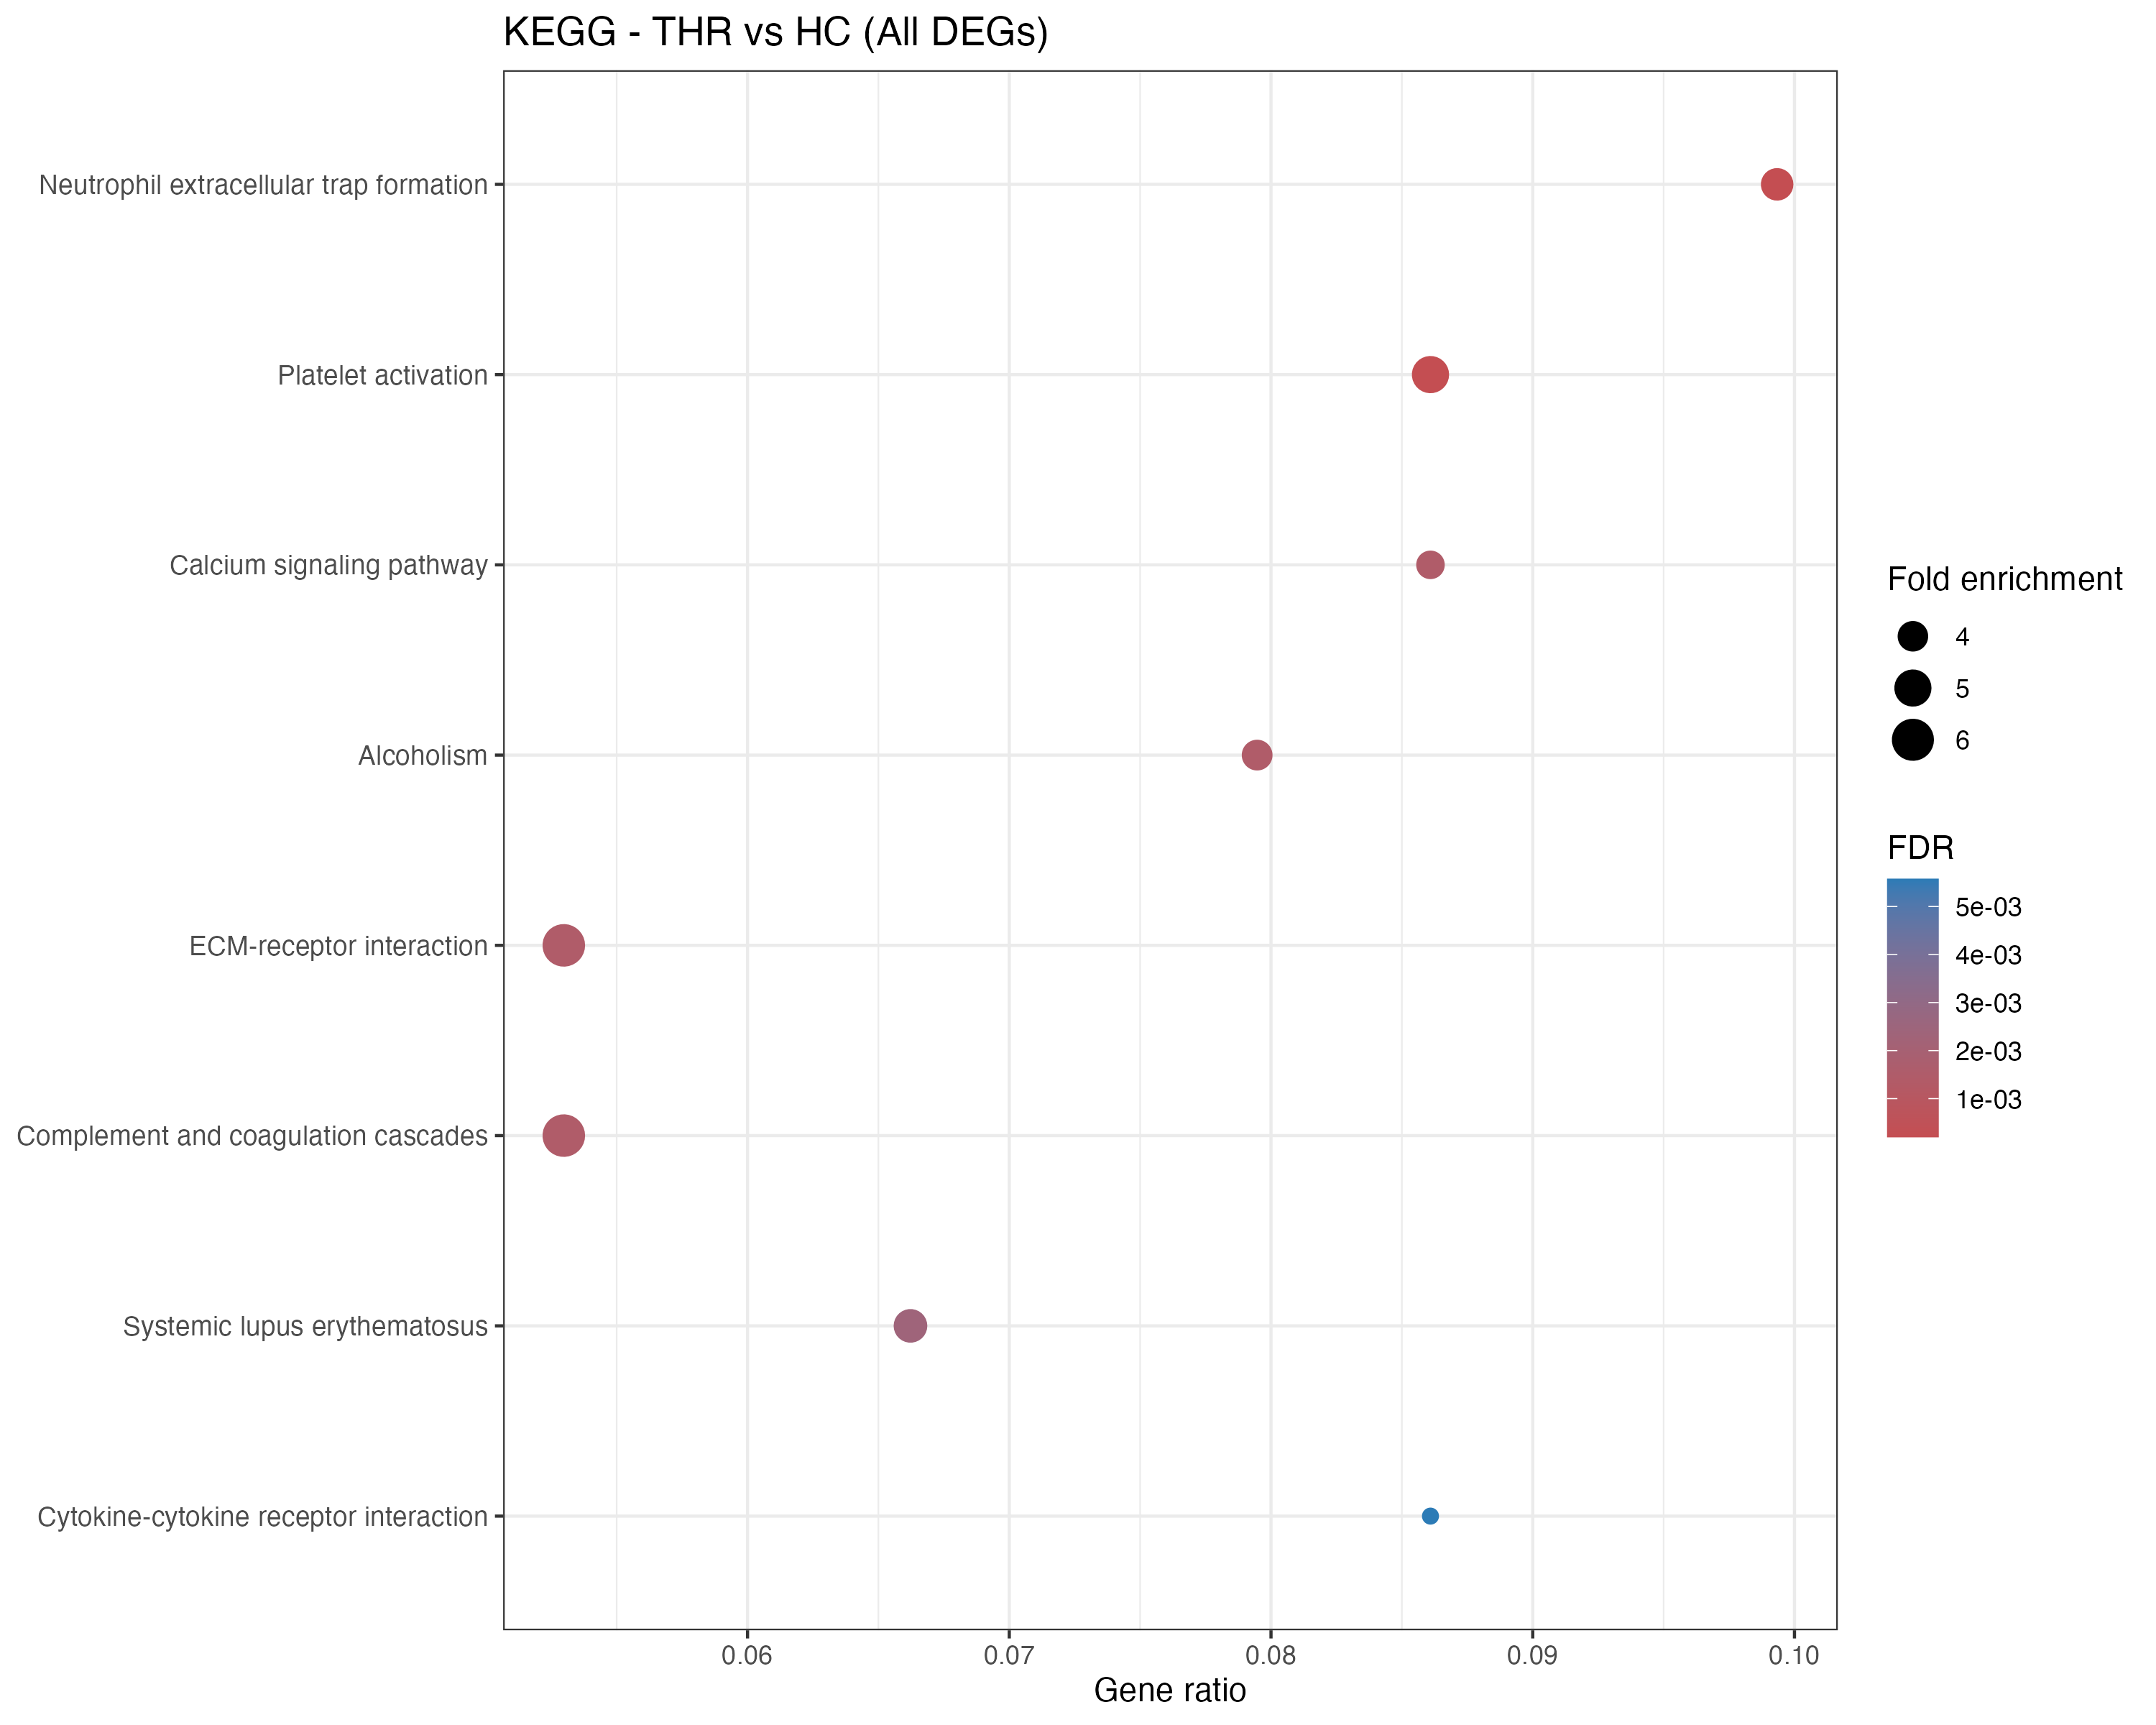 KEGG - THR vs HC (All DEGs)
Neutrophil extracellular trap formation
Platelet activation
Calcium signaling pathway
Alcoholism
ECM-receptor interaction
Complement and coagulation cascades
Systemic lupus erythematosus
Cytokine-cytokine receptor interaction
0.06 0.07 0.08 0.09 0.10
Gene ratio
Fold enrichment
4
5
6
FDR
5e-03
4e-03
3e-03
2e-03
1e-03